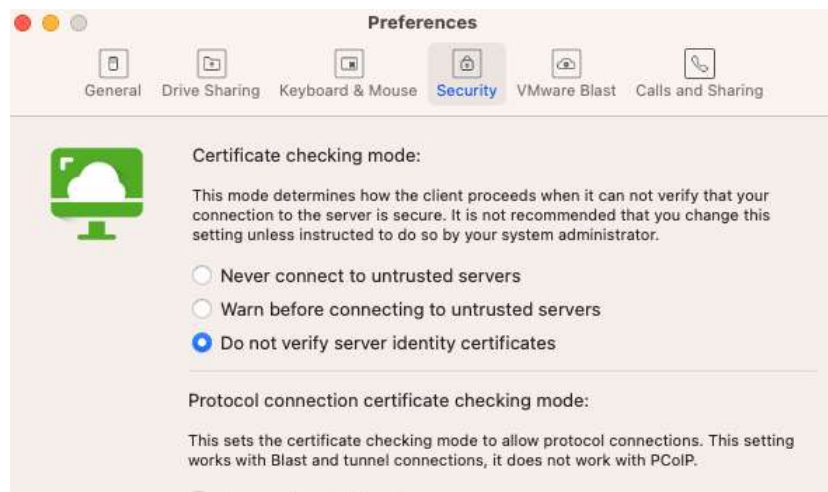 Preferences
General Drive Sharing Keyboard & Mouse Security VMware Blast Calls and Sharing
Certificate checking mode:
This mode determines how the client proceeds when it can not verify that your
connection to the server is secure. It is not recommended that you change this
setting unless instructed to do so by your system administrator.
Never connect to untrusted servers
Warn before connecting to untrusted servers
Do not verify server identity certificates
Protocol connection certificate checking mode:
This sets the certificate checking mode to allow protocol connections. This setting
works with Blast and tunnel connections, it does not work with PCoIP.